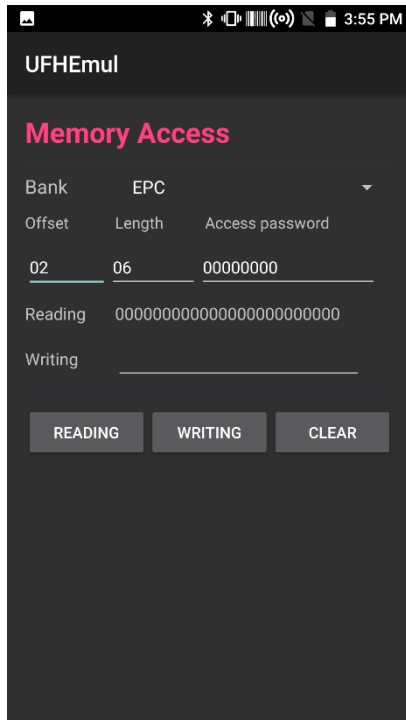 3:55 PM
UFHEmul
Memory Access
Bank EPC
Offset Length Access password
02 06 00000000
Reading 000000000000000000000000
Writing
READING WRITING CLEAR